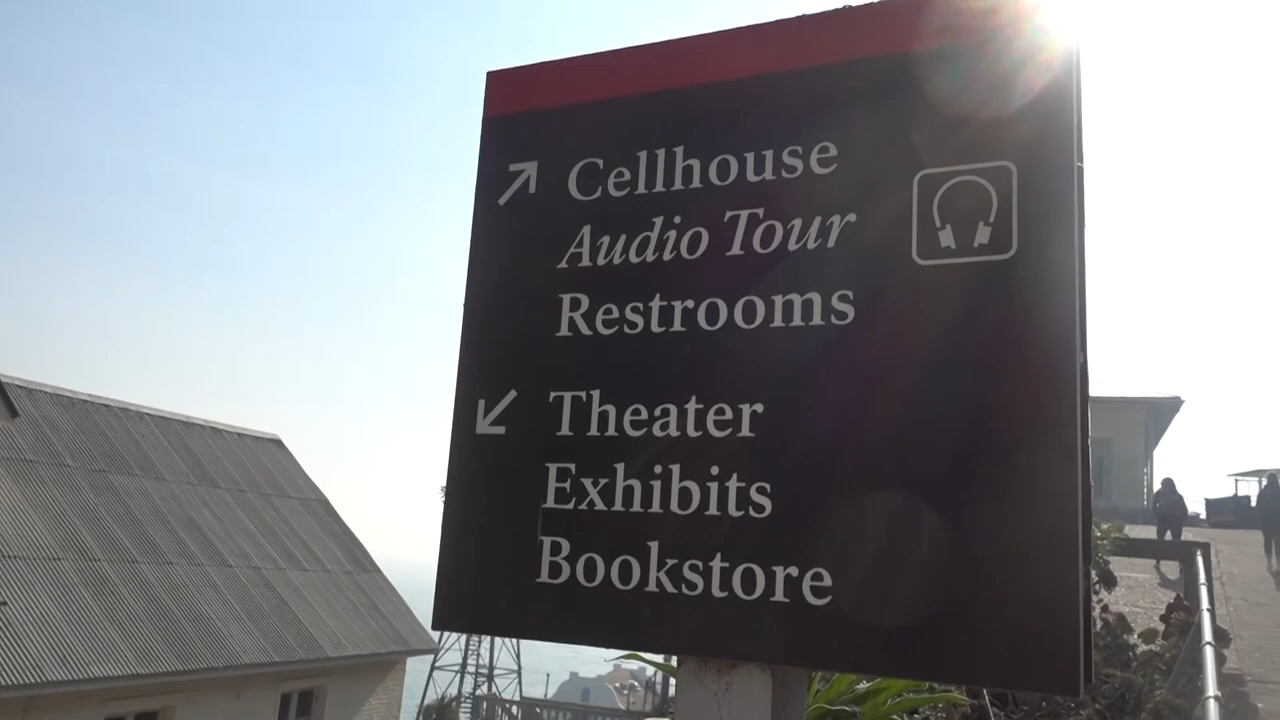 Cellhouse
Audio Tour
Restrooms
Theater
Exhibits
Bookstore